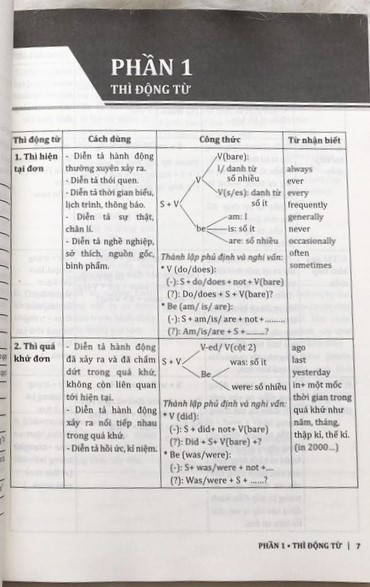 PHẦN 1
THÌ ĐỘNG TỪ
Thì động từ
Cách dùng
Công thức
Từ nhận biết
1. Thì hiện
tại đơn
- Diễn tả hành động
thường xuyên xảy ra.
- Diễn tả thói quen.
- Diễn tả thời gian biểu,
lịch trình, thông báo.
- Diễn tả sự thật,
chân lí.
- Diễn tả nghề nghiệp,
sở thích, nguồn gốc,
bình phẩm.
V(bare):
I/ danh từ
số nhiều
V
V(s/es): danh từ
số ít
S + V
am: I
be
is: số ít
are: số nhiều
Thành lập phủ định và nghi vấn:
* V (do/does):
(-): S + do/does + not + V(bare)
(?): Do/does + S + V(bare)?
* Be (am/ is/ are):
(-): S + am/is/are + not + .........
(?): Am/is/are + S + .......?
always
ever
every
frequently
generally
never
occasionally
often
sometimes
2. Thì quá
khứ đơn
- Diễn tả hành động
đã xảy ra và đã chấm
dứt trong quá khứ,
không còn liên quan
tới hiện tại.
- Diễn tả hành động
xảy ra nối tiếp nhau
trong quá khứ.
- Diễn tả hồi ức, kỉ niệm.
V-ed/ V(cột 2)
S + V
was: số ít
Be
were: số nhiều
Thành lập phủ định và nghi vấn:
* V (did):
(-): S + did+ not+ V(bare)
(?): Did + S+ V(bare) +?
* Be (was/were):
(-): S+ was/were + not +....
(?): Was/were + S + ......?
ago
last
yesterday
in+ một mốc
thời gian trong
quá khứ như
năm, tháng,
thập kỉ, thế kỉ.
(in 2000...)
PHẦN 1 • THÌ ĐỘNG TỪ | 7